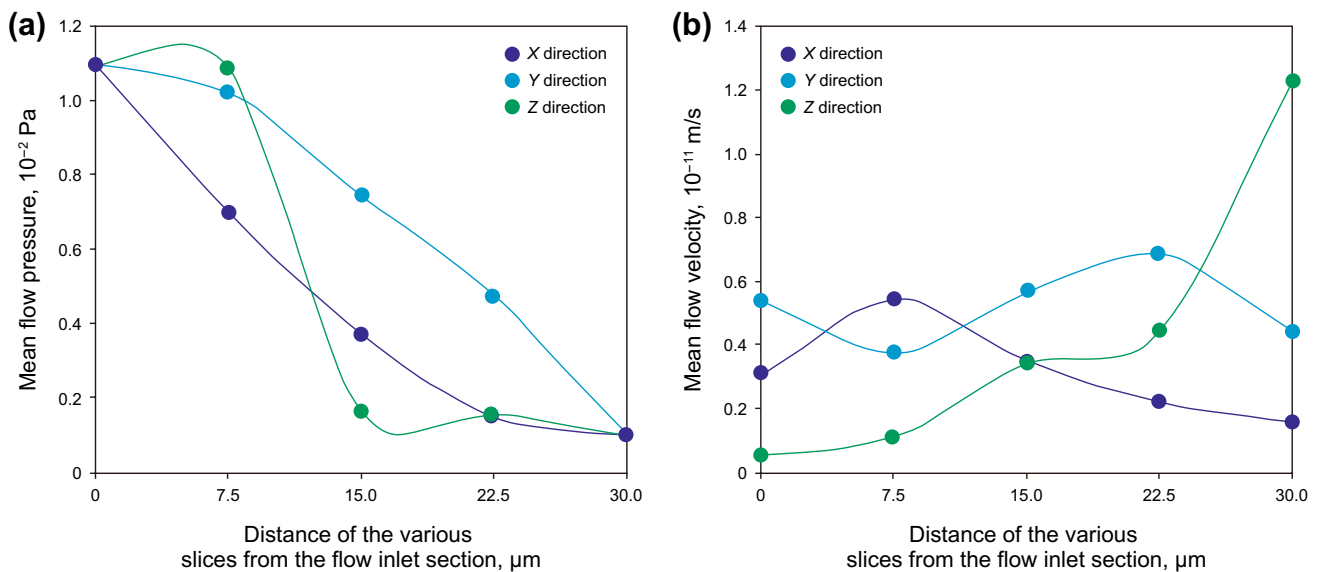 (a)
Mean flow pressure, 10⁻² Pa
1.2
1.0
0.8
0.6
0.4
0.2
0
X direction
Y direction
Z direction
0 7.5 15.0 22.5 30.0
Distance of the various
slices from the flow inlet section, μm
(b)
Mean flow velocity, 10⁻¹¹ m/s
1.4
1.2
1.0
0.8
0.6
0.4
0.2
0
X direction
Y direction
Z direction
0 7.5 15.0 22.5 30.0
Distance of the various
slices from the flow inlet section, μm